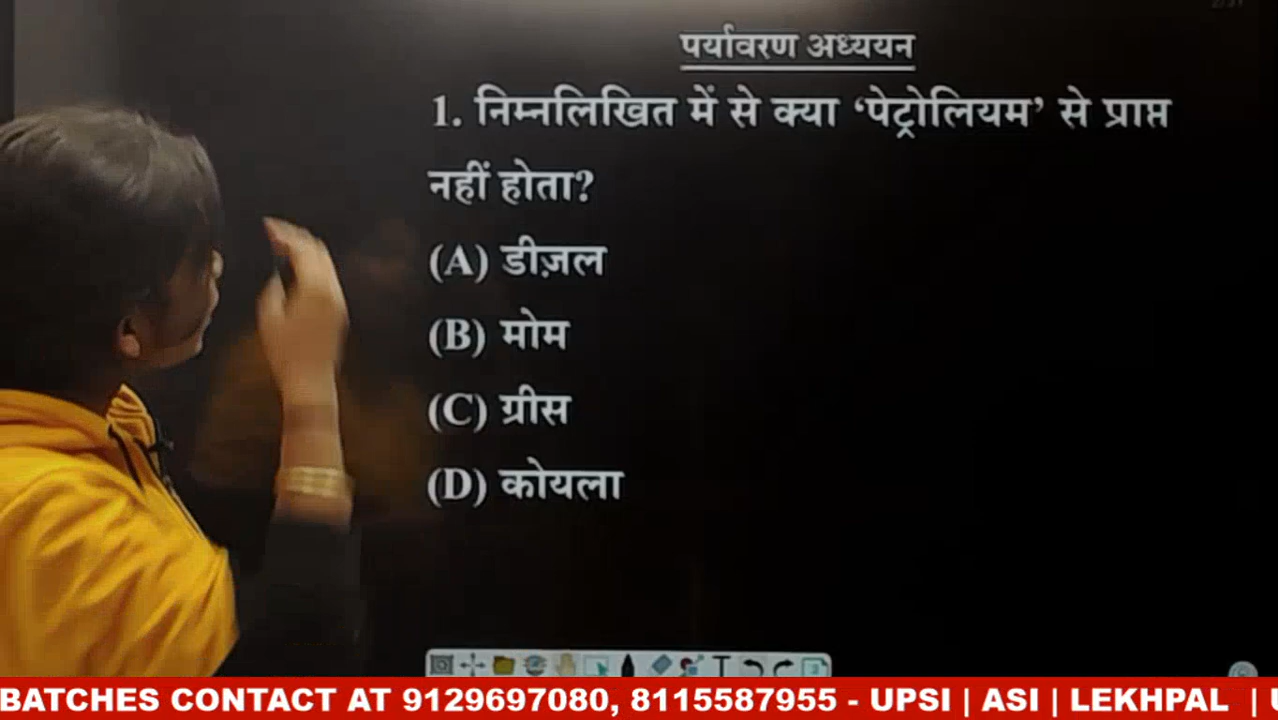 पर्यावरण अध्ययन
1. निम्नलिखित में से क्या ‘पेट्रोलियम’ से प्राप्त
नहीं होता?
(A) डीज़ल
(B) मोम
(C) ग्रीस
(D) कोयला
BATCHES CONTACT AT 9129697080, 8115587955 - UPSI | ASI | LEKHPAL | U